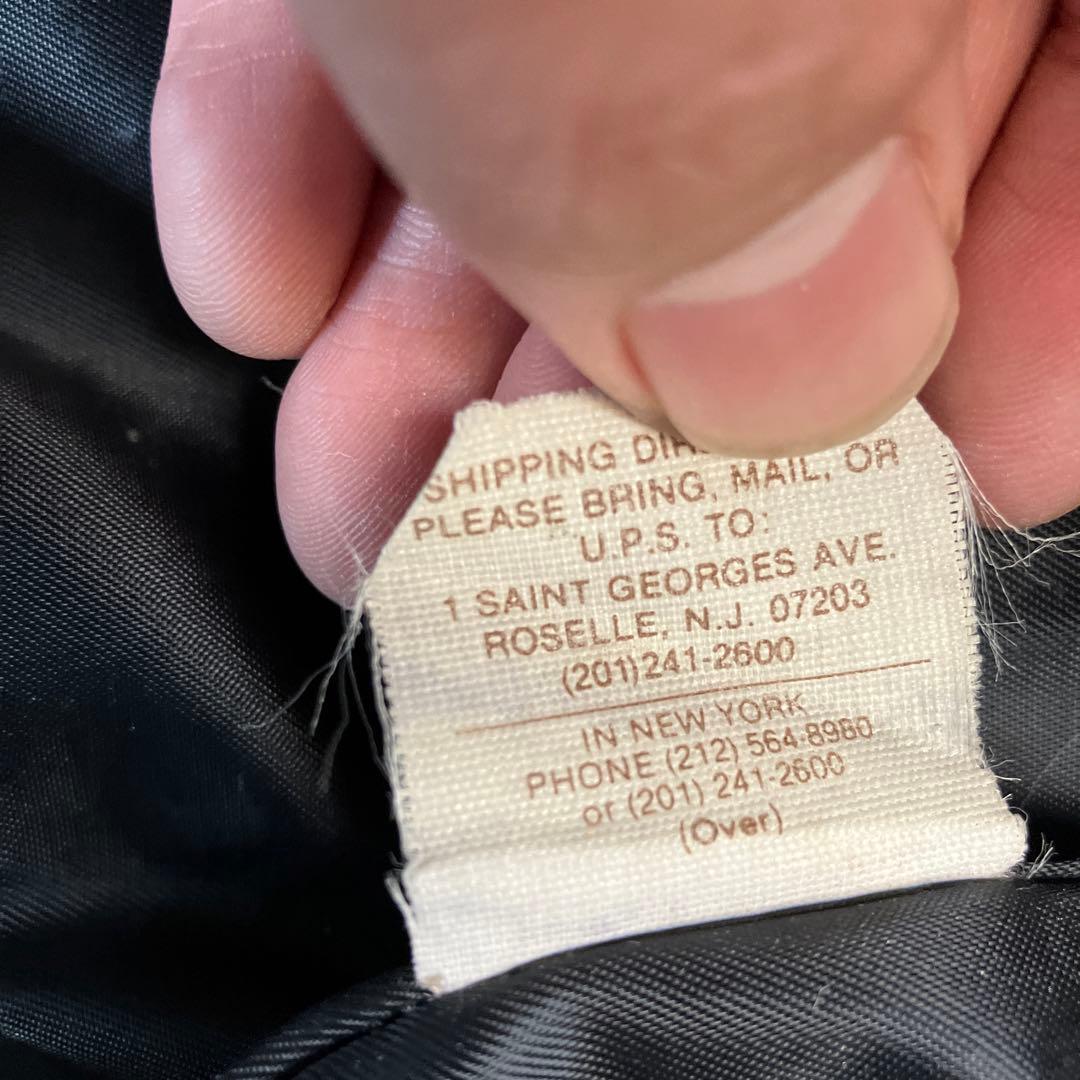 SHIPPING
PLEASE BRING, MAIL, OR
U.P.S. TO:
1 SAINT GEORGES AVE.
ROSELLE, N.J. 07203
(201)241-2600
IN NEW YORK
PHONE (212) 564-8980
or (201) 241-2600
(Over)